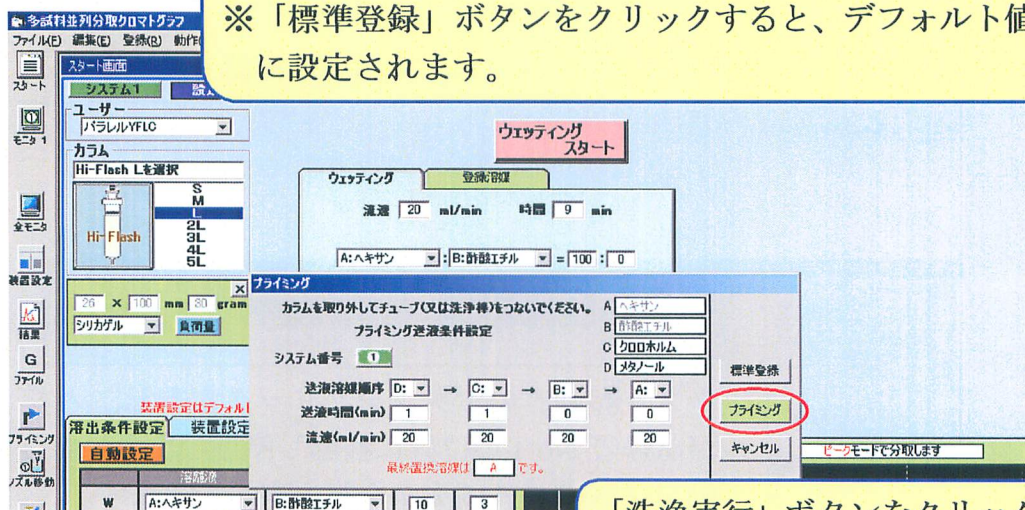 多試料並列分取クロマトグラフ
※「標準登録」ボタンをクリックすると、デフォルト値
ファイル(F) 編集(E) 登録(R) 動作
に設定されます。
スタート
スタート画面
システム1
ユーザー
パラレルYFLC
モニタ 1
カラム
Hi-Flash Lを選択
Hi-Flash
S
M
L
2L
3L
4L
5L
ウェッティング
スタート
ウェッティング 登録溶媒
流速 20 ml/min 時間 9 min
A:ヘキサン : B:酢酸エチル = 100 : 0
全モニタ
装置設定
26 × 100 mm 30 gram
シリカゲル 負荷量
結果
G
ファイル
プライミング
カラムを取り外してチューブ(又は洗浄棒)をつないでください。
プライミング送液条件設定
A ヘキサン
B 酢酸エチル
C クロロホルム
D メタノール
システム番号 1
送液溶媒順序 D: → C: → B: → A:
送液時間(min) 1 1 0 0
流速(ml/min) 20 20 20 20
最終置換溶媒は A です。
標準登録
プライミング
キャンセル
装置設定はデフォル
プライミング
溶出条件設定 装置設定
自動設定
ピークモードで分取します
ノズル移動
溶媒
W A:ヘキサン B:酢酸エチル 10 3
「洗浄実行」ボタンをクリック